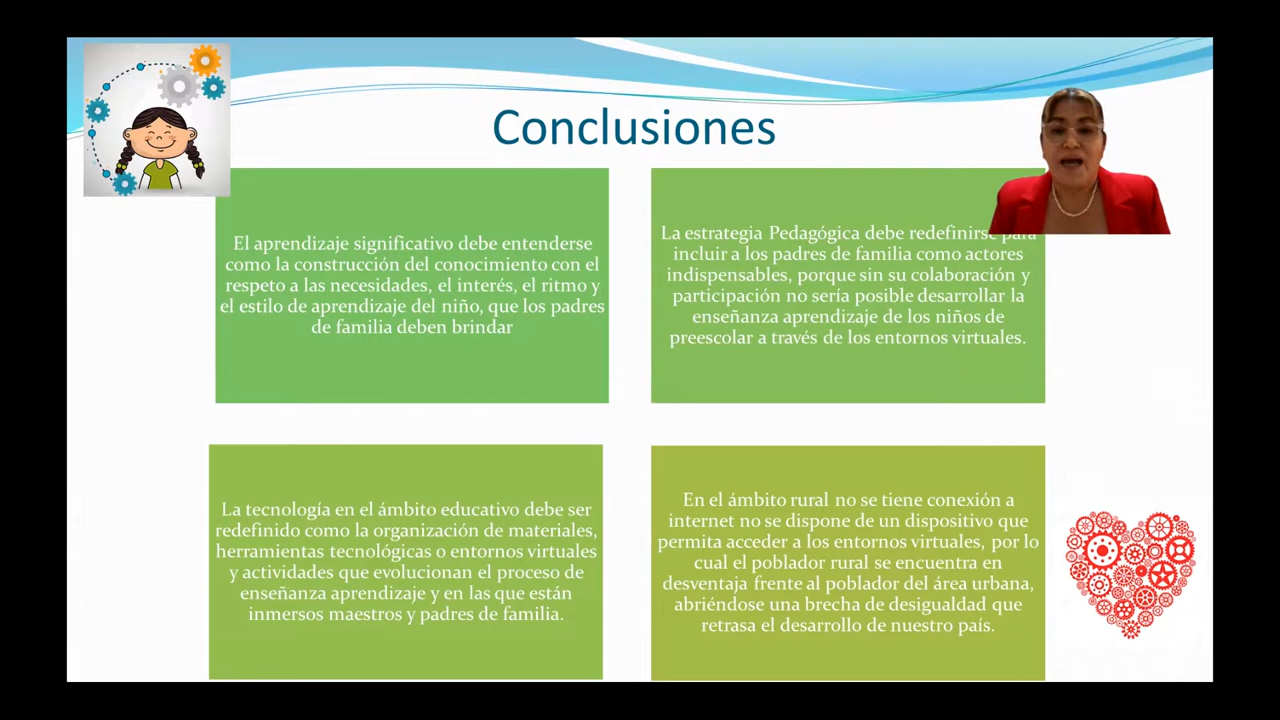 Conclusiones
El aprendizaje significativo debe entenderse
como la construcción del conocimiento con el
respeto a las necesidades, el interés, el ritmo y
el estilo de aprendizaje del niño, que los padres
de familia deben brindar
La estrategia Pedagógica debe redefinirse para
incluir a los padres de familia como actores
indispensables, porque sin su colaboración y
participación no sería posible desarrollar la
enseñanza aprendizaje de los niños de
preescolar a través de los entornos virtuales.
La tecnología en el ámbito educativo debe ser
redefinido como la organización de materiales,
herramientas tecnológicas o entornos virtuales
y actividades que evolucionan el proceso de
enseñanza aprendizaje y en las que están
inmersos maestros y padres de familia.
En el ámbito rural no se tiene conexión a
internet no se dispone de un dispositivo que
permita acceder a los entornos virtuales, por lo
cual el poblador rural se encuentra en
desventaja frente al poblador del área urbana,
abriéndose una brecha de desigualdad que
retrasa el desarrollo de nuestro país.